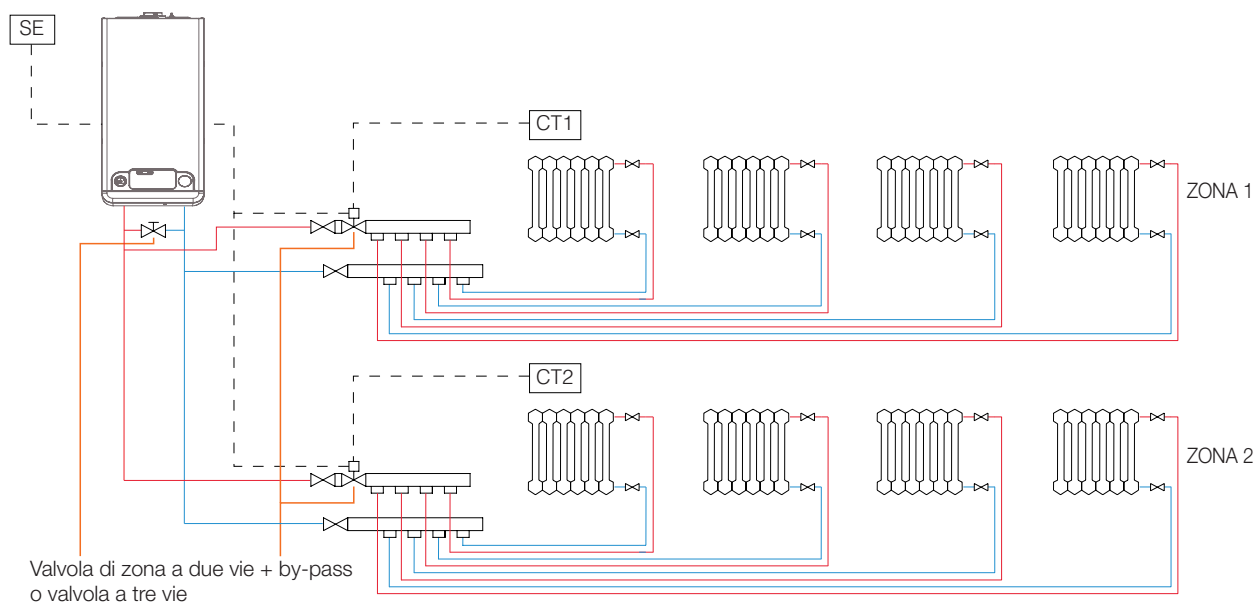 SE
CT1
ZONA 1
CT2
ZONA 2
Valvola di zona a due vie + by-pass
o valvola a tre vie